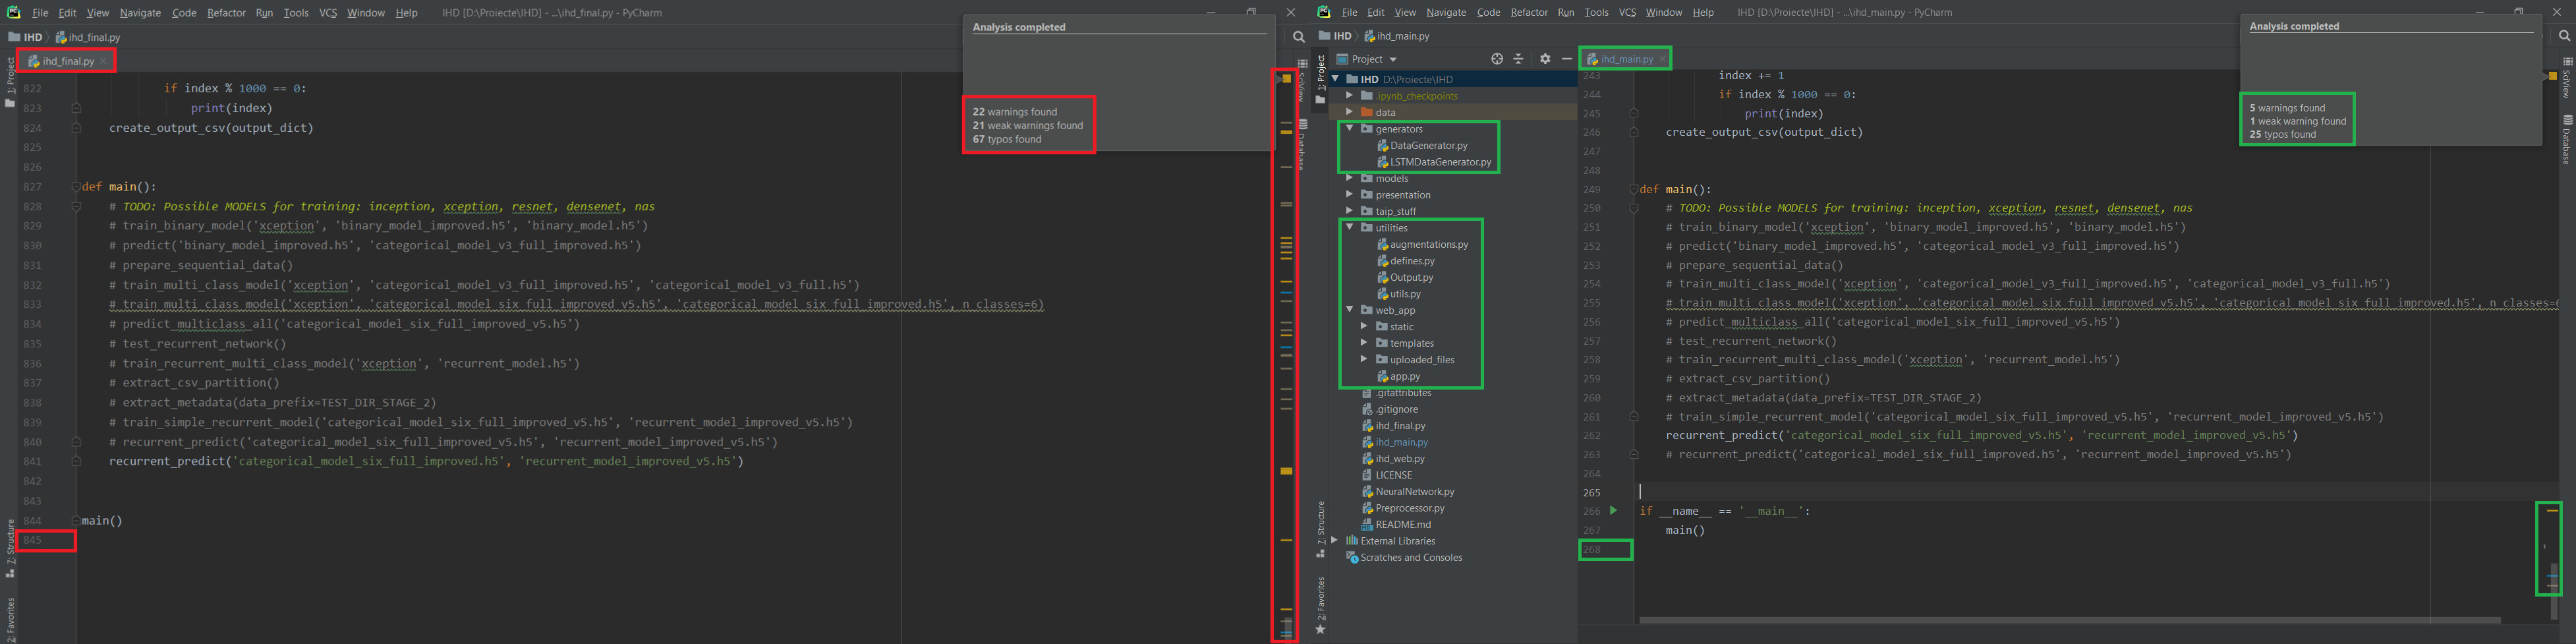 File Edit View Navigate Code Refactor Run Tools VCS Window Help IHD [D:\Proiecte\IHD] - ...\ihd_final.py - PyCharm
IHD ihd_final.py
ihd_final.py
Analysis completed
22 warnings found
21 weak warnings found
67 typos found
1: Project
7: Structure
2: Favorites
SciView
Database
822 if index % 1000 == 0:
823 print(index)
824 create_output_csv(output_dict)
825
826
827 def main():
828 # TODO: Possible MODELS for training: inception, xception, resnet, densenet, nas
829 # train_binary_model('xception', 'binary_model_improved.h5', 'binary_model.h5')
830 # predict('binary_model_improved.h5', 'categorical_model_v3_full_improved.h5')
831 # prepare_sequential_data()
832 # train_multi_class_model('xception', 'categorical_model_v3_full_improved.h5', 'categorical_model_v3_full.h5')
833 # train_multi_class_model('xception', 'categorical_model_six_full_improved_v5.h5', 'categorical_model_six_full_improved.h5', n_classes=6)
834 # predict_multiclass_all('categorical_model_six_full_improved_v5.h5')
835 # test_recurrent_network()
836 # train_recurrent_multi_class_model('xception', 'recurrent_model.h5')
837 # extract_csv_partition()
838 # extract_metadata(data_prefix=TEST_DIR_STAGE_2)
839 # train_simple_recurrent_model('categorical_model_six_full_improved_v5.h5', 'recurrent_model_improved_v5.h5')
840 # recurrent_predict('categorical_model_six_full_improved_v5.h5', 'recurrent_model_improved_v5.h5')
841 recurrent_predict('categorical_model_six_full_improved.h5', 'recurrent_model_improved_v5.h5')
842
843
844 main()
845
File Edit View Navigate Code Refactor Run Tools VCS Window Help IHD [D:\Proiecte\IHD] - ...\ihd_main.py - PyCharm
IHD ihd_main.py
Project
1: Project
7: Structure
2: Favorites
IHD D:\Proiecte\IHD
.ipynb_checkpoints
data
generators
DataGenerator.py
LSTMDataGenerator.py
models
presentation
taip_stuff
utilities
augmentations.py
defines.py
Output.py
utils.py
web_app
static
templates
uploaded_files
app.py
.gitattributes
.gitignore
ihd_final.py
ihd_main.py
ihd_web.py
LICENSE
NeuralNetwork.py
Preprocessor.py
README.md
External Libraries
Scratches and Consoles
ihd_main.py
Analysis completed
5 warnings found
1 weak warning found
25 typos found
SciView
Database
243 index += 1
244 if index % 1000 == 0:
245 print(index)
246 create_output_csv(output_dict)
247
248
249 def main():
250 # TODO: Possible MODELS for training: inception, xception, resnet, densenet, nas
251 # train_binary_model('xception', 'binary_model_improved.h5', 'binary_model.h5')
252 # predict('binary_model_improved.h5', 'categorical_model_v3_full_improved.h5')
253 # prepare_sequential_data()
254 # train_multi_class_model('xception', 'categorical_model_v3_full_improved.h5', 'categorical_model_v3_full.h5')
255 # train_multi_class_model('xception', 'categorical_model_six_full_improved_v5.h5', 'categorical_model_six_full_improved.h5', n_classes=6
256 # predict_multiclass_all('categorical_model_six_full_improved_v5.h5')
257 # test_recurrent_network()
258 # train_recurrent_multi_class_model('xception', 'recurrent_model.h5')
259 # extract_csv_partition()
260 # extract_metadata(data_prefix=TEST_DIR_STAGE_2)
261 # train_simple_recurrent_model('categorical_model_six_full_improved_v5.h5', 'recurrent_model_improved_v5.h5')
262 recurrent_predict('categorical_model_six_full_improved_v5.h5', 'recurrent_model_improved_v5.h5')
263 # recurrent_predict('categorical_model_six_full_improved.h5', 'recurrent_model_improved_v5.h5')
264
265
266 if __name__ == '__main__':
267 main()
268